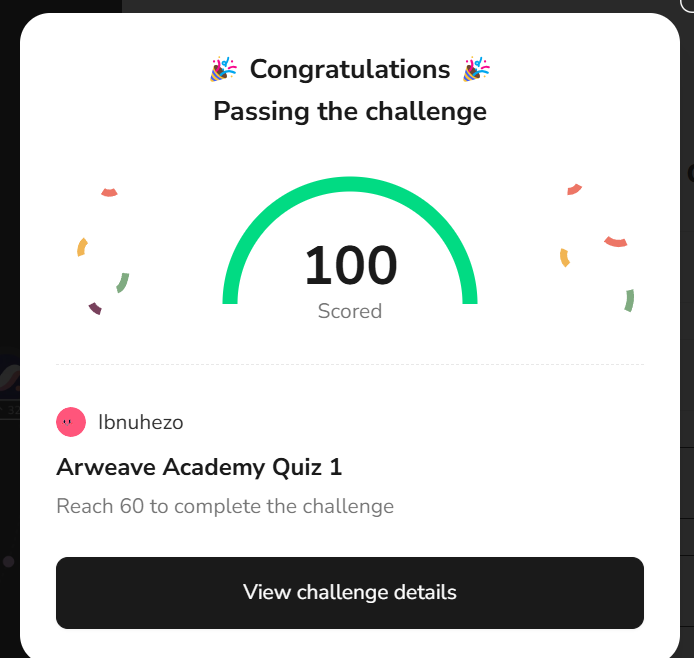 🎉 Congratulations 🎉
Passing the challenge
100
Scored
Ibnuhezo
Arweave Academy Quiz 1
Reach 60 to complete the challenge
View challenge details